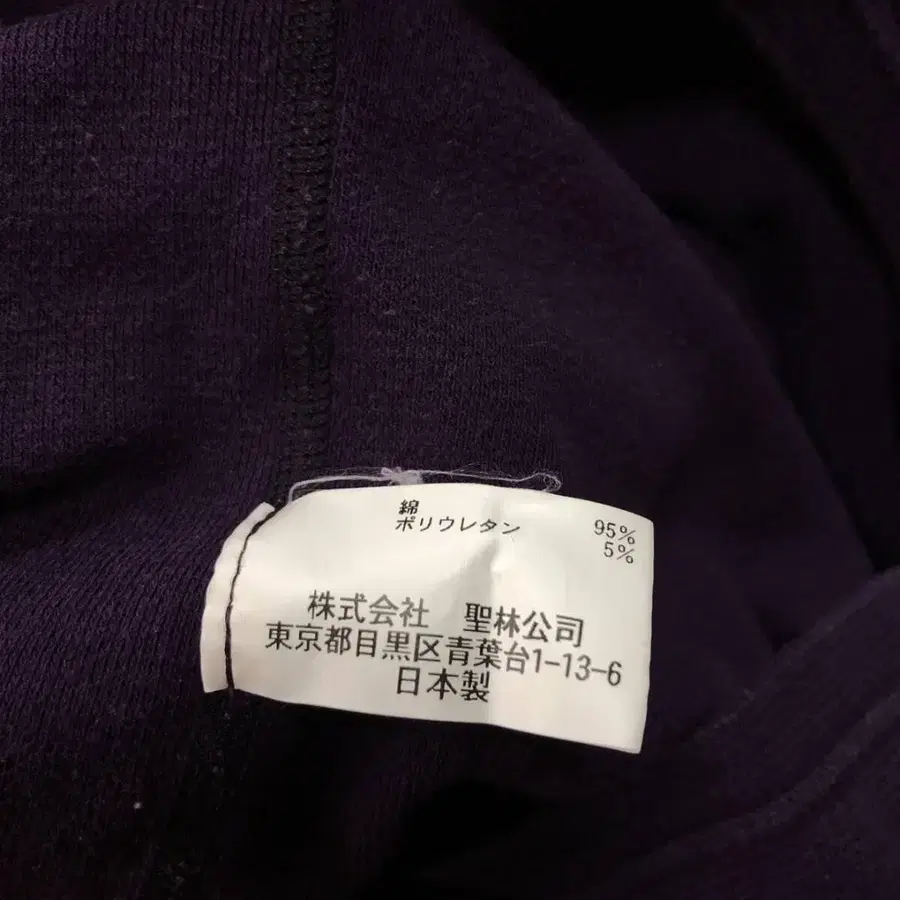 綿 95%
ポリウレタン 5%
株式会社 聖林公司
東京都目黒区青葉台1-13-6
日本製